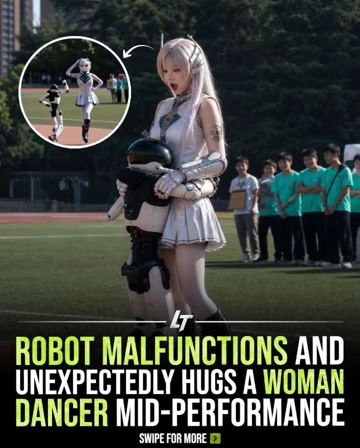 LT
ROBOT MALFUNCTIONS AND
UNEXPECTEDLY HUGS A WOMAN
DANCER MID-PERFORMANCE
SWIPE FOR MORE